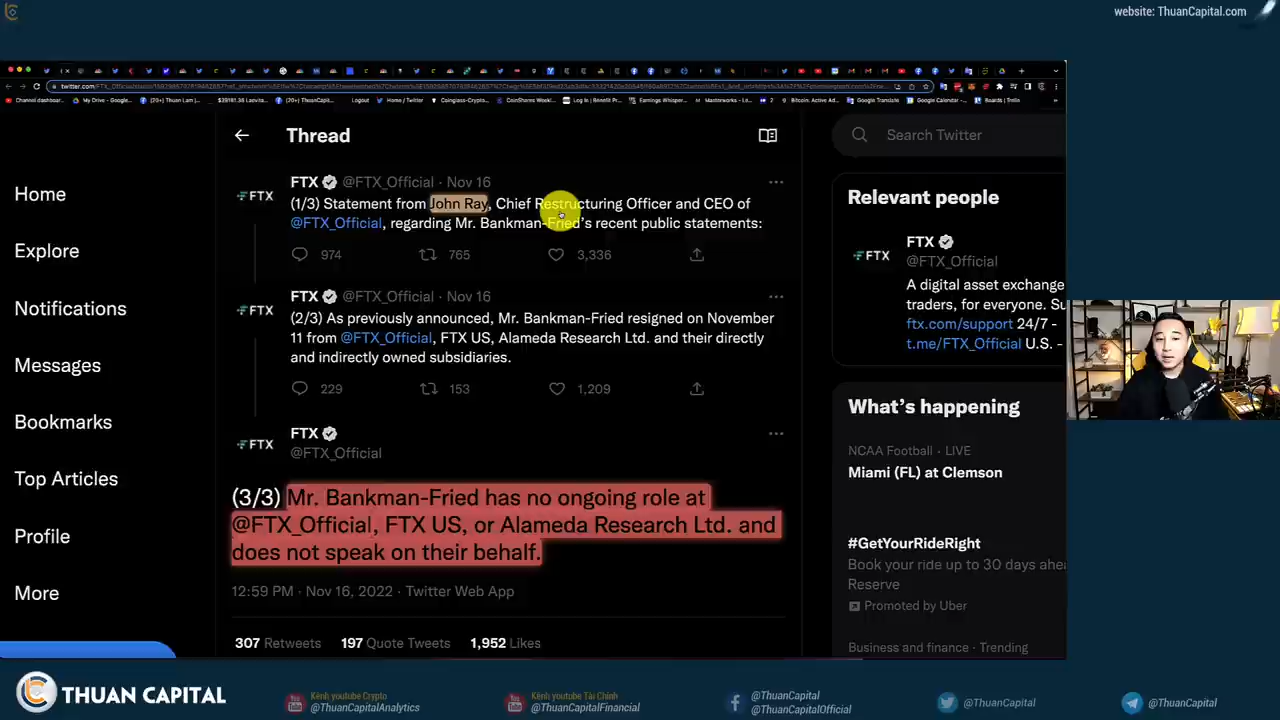 website: ThuanCapital.com
Thread
FTX @FTX_Official · Nov 16
(1/3) Statement from John Ray, Chief Restructuring Officer and CEO of
@FTX_Official, regarding Mr. Bankman-Fried's recent public statements:
974 765 3,336
FTX @FTX_Official · Nov 16
(2/3) As previously announced, Mr. Bankman-Fried resigned on November
11 from @FTX_Official, FTX US, Alameda Research Ltd. and their directly
and indirectly owned subsidiaries.
229 153 1,209
FTX
@FTX_Official
(3/3) Mr. Bankman-Fried has no ongoing role at
@FTX_Official, FTX US, or Alameda Research Ltd. and
does not speak on their behalf.
12:59 PM · Nov 16, 2022 · Twitter Web App
307 Retweets 197 Quote Tweets 1,952 Likes
Home
Explore
Notifications
Messages
Bookmarks
Top Articles
Profile
More
Search Twitter
Relevant people
FTX
@FTX_Official
A digital asset exchange
traders, for everyone. Su
ftx.com/support 24/7 -
t.me/FTX_Official U.S. -
What's happening
NCAA Football · LIVE
Miami (FL) at Clemson
#GetYourRideRight
Book your ride up to 30 days ahe
Reserve
Promoted by Uber
Business and finance · Trending
THUAN CAPITAL
Kênh youtube Crypto
@ThuanCapitalAnalytics
Kênh youtube Tài Chính
@ThuanCapitalFinancial
@ThuanCapital
@ThuanCapitalOfficial
@ThuanCapital
@ThuanCapital